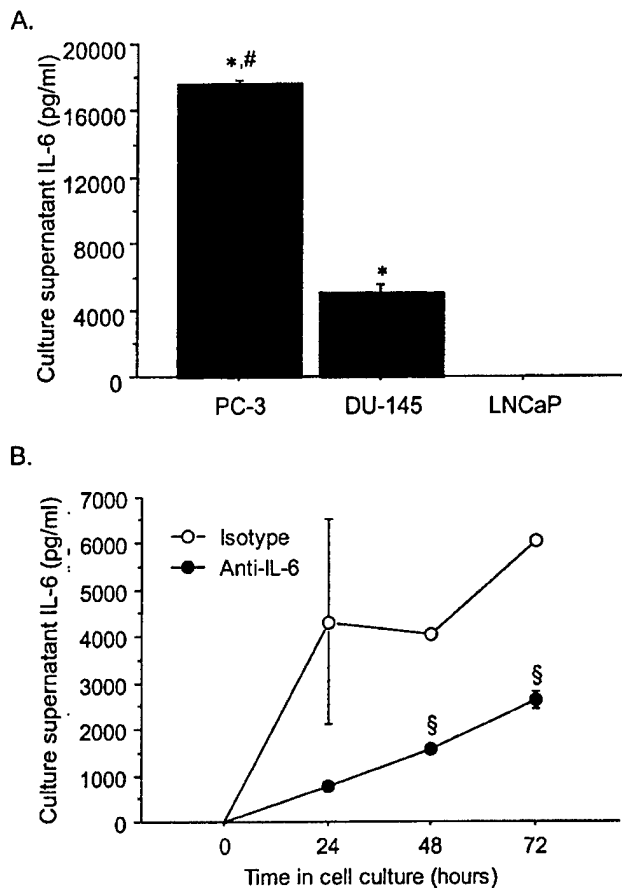 A.
Culture supernatant IL-6 (pg/ml)
20000
16000
12000
8000
4000
0
*,#
*
PC-3 DU-145 LNCaP
B.
Culture supernatant IL-6 (pg/ml)
7000
6000
5000
4000
3000
2000
1000
0
Isotype
Anti-IL-6
§
§
0 24 48 72
Time in cell culture (hours)